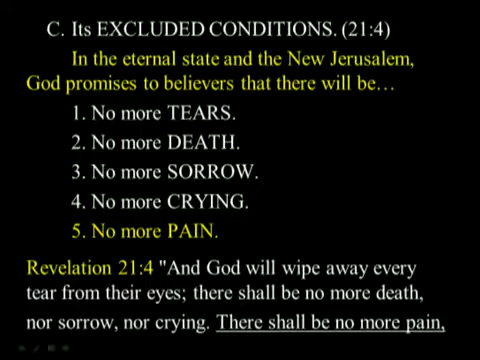 C. Its EXCLUDED CONDITIONS. (21:4)
In the eternal state and the New Jerusalem,
God promises to believers that there will be…
1. No more TEARS.
2. No more DEATH.
3. No more SORROW.
4. No more CRYING.
5. No more PAIN.
Revelation 21:4 "And God will wipe away every
tear from their eyes; there shall be no more death,
nor sorrow, nor crying. There shall be no more pain,